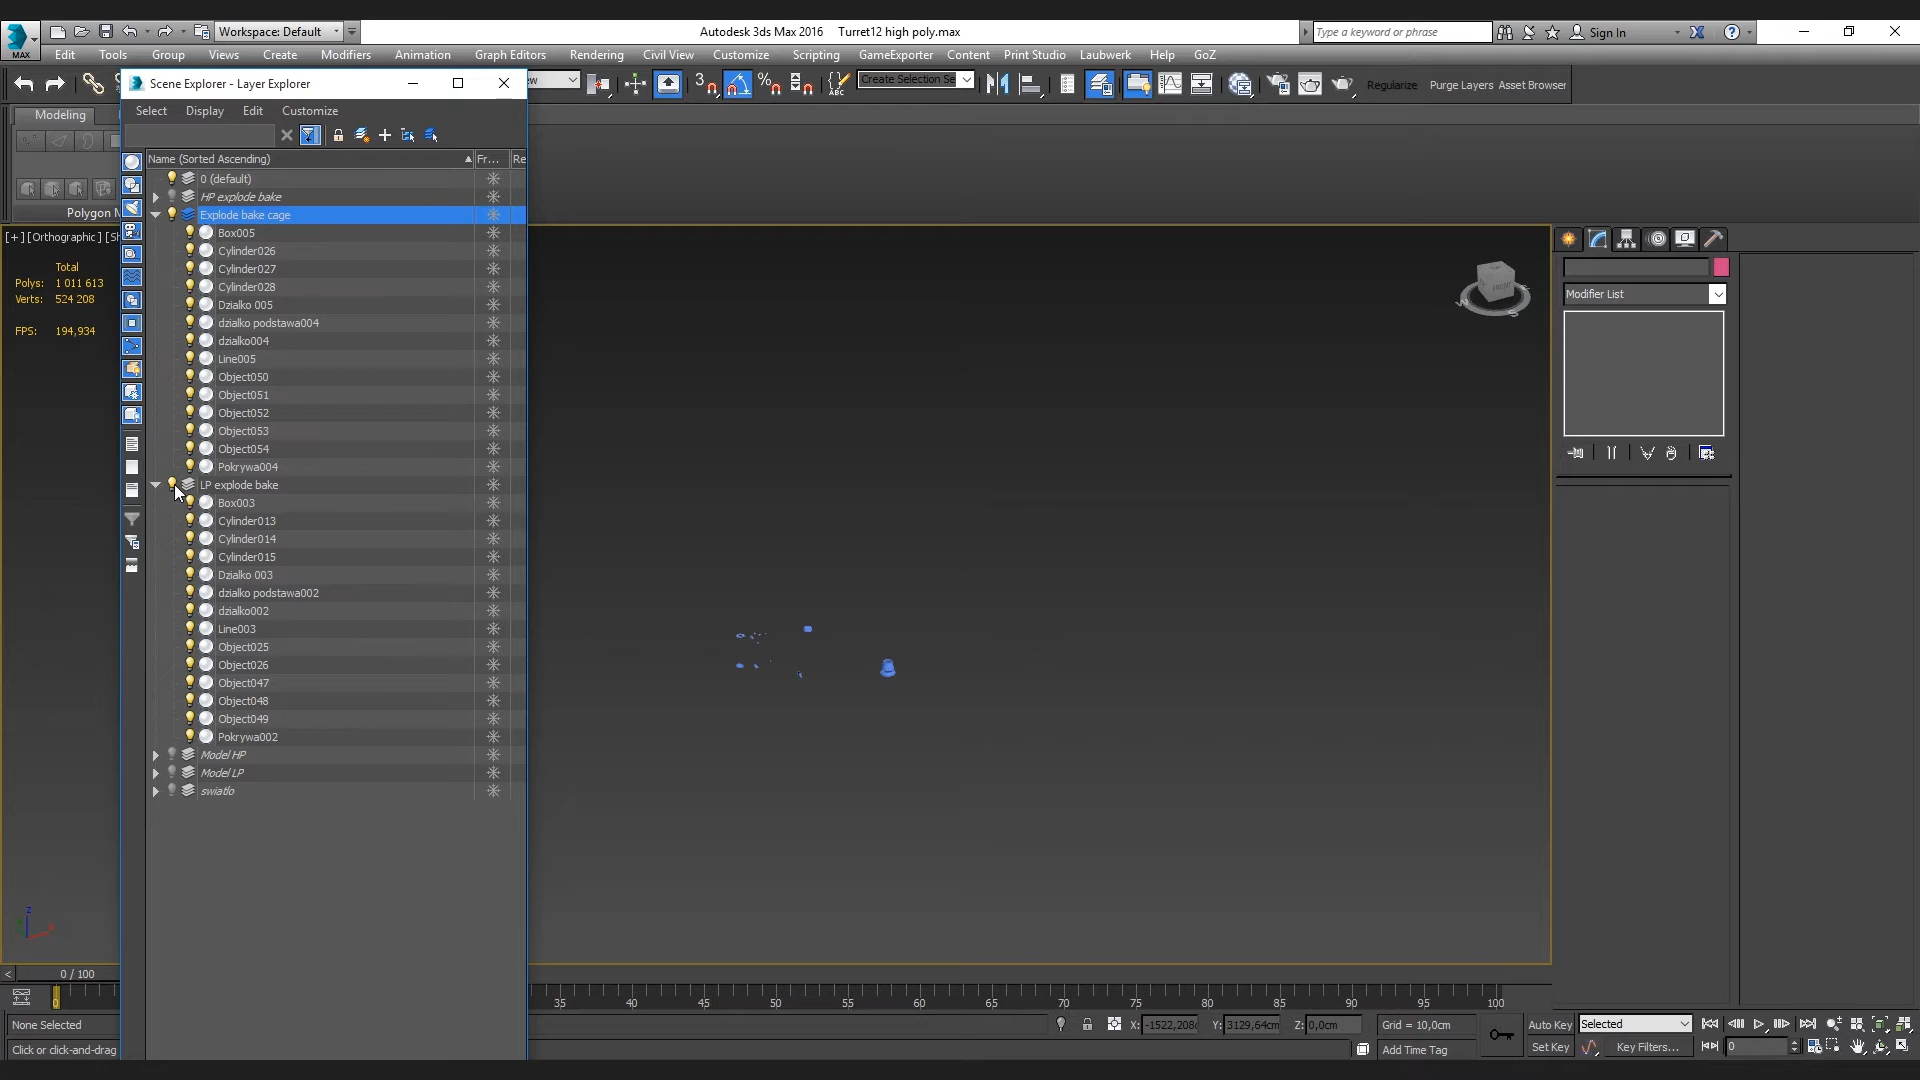 Workspace: Default
Autodesk 3ds Max 2016 Turret12 high poly.max
Type a keyword or phrase
Sign In
MAX
Edit Tools Group Views Create Modifiers Animation Graph Editors Rendering Civil View Customize Scripting GameExporter Content Print Studio Laubwerk Help GoZ
Scene Explorer - Layer Explorer
Create Selection Se
Regularize Purge Layers Asset Browser
Select Display Edit Customize
Modeling
Name (Sorted Ascending) Fr... Re
0 (default)
HP explode bake
Explode bake cage
Polygon M
Box005
[+] [Orthographic]
Cylinder026
Total
Cylinder027
Polys: 1 011 613
Cylinder028
Verts: 524 208
Dzialko 005
dzialko podstawa004
FPS: 194,934
dzialko004
Line005
Object050
Object051
Object052
Object053
Object054
Pokrywa004
LP explode bake
Box003
Cylinder013
Cylinder014
Cylinder015
Dzialko 003
dzialko podstawa002
dzialko002
Line003
Object025
Object026
Object047
Object048
Object049
Pokrywa002
Model HP
Model LP
swiatlo
Modifier List
FRONT
0 / 100
0 35 40 45 50 55 60 65 70 75 80 85 90 95 100
None Selected
X: -1522,208 Y: 3129,64cm Z: 0,0cm Grid = 10,0cm Auto Key Selected
Click or click-and-drag
Add Time Tag Set Key Key Filters... 0